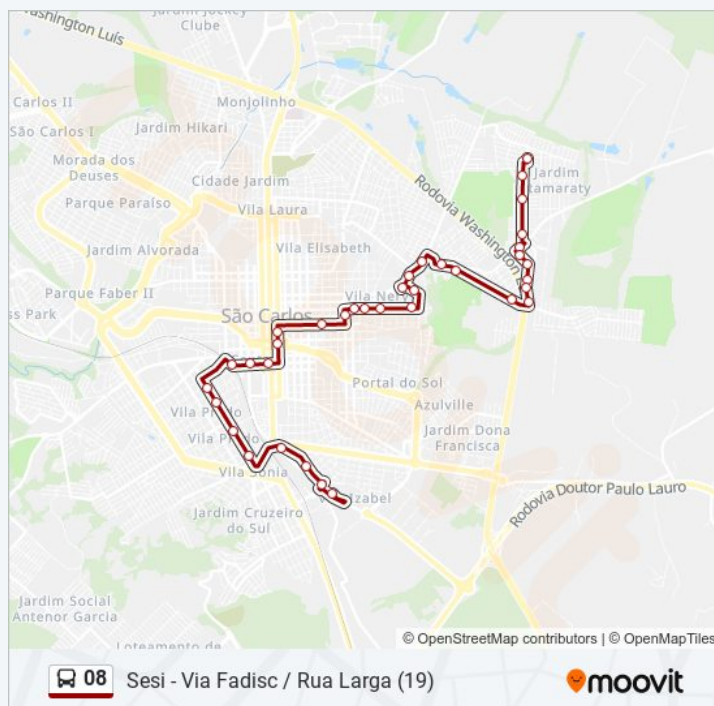 Jardim Jockey
Clube
Washington Luís
Carlos II
São Carlos I
Monjolinho
Jardim Hikari
Morada dos
Deuses
Cidade Jardim
Parque Paraíso
Vila Laura
Rodovia Washington
Jardim
Itamaraty
Vila Elisabeth
Jardim Alvorada
Parque Faber II
Vila Nery
ss Park
São Carlos
Portal do Sol
Vila Prado
Azulville
Vila Prado
Jardim Dona
Francisca
Vila Sônia
Izabel
Rodovia Doutor Paulo Lauro
Jardim Cruzeiro
do Sul
Jardim Social
Antenor Garcia
Loteamento de
© OpenStreetMap contributors | © OpenMapTiles
08 Sesi - Via Fadisc / Rua Larga (19)
moovit